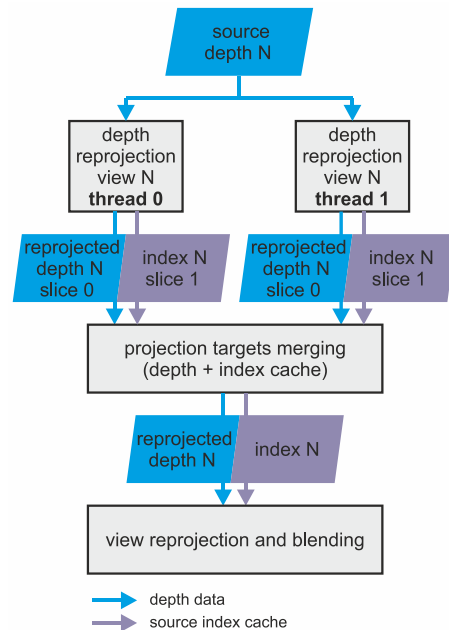 source
depth N
depth
reprojection
view N
thread 0
depth
reprojection
view N
thread 1
reprojected
depth N
slice 0
index N
slice 1
reprojected
depth N
slice 0
index N
slice 1
projection targets merging
(depth + index cache)
reprojected
depth N
index N
view reprojection and blending
depth data
source index cache